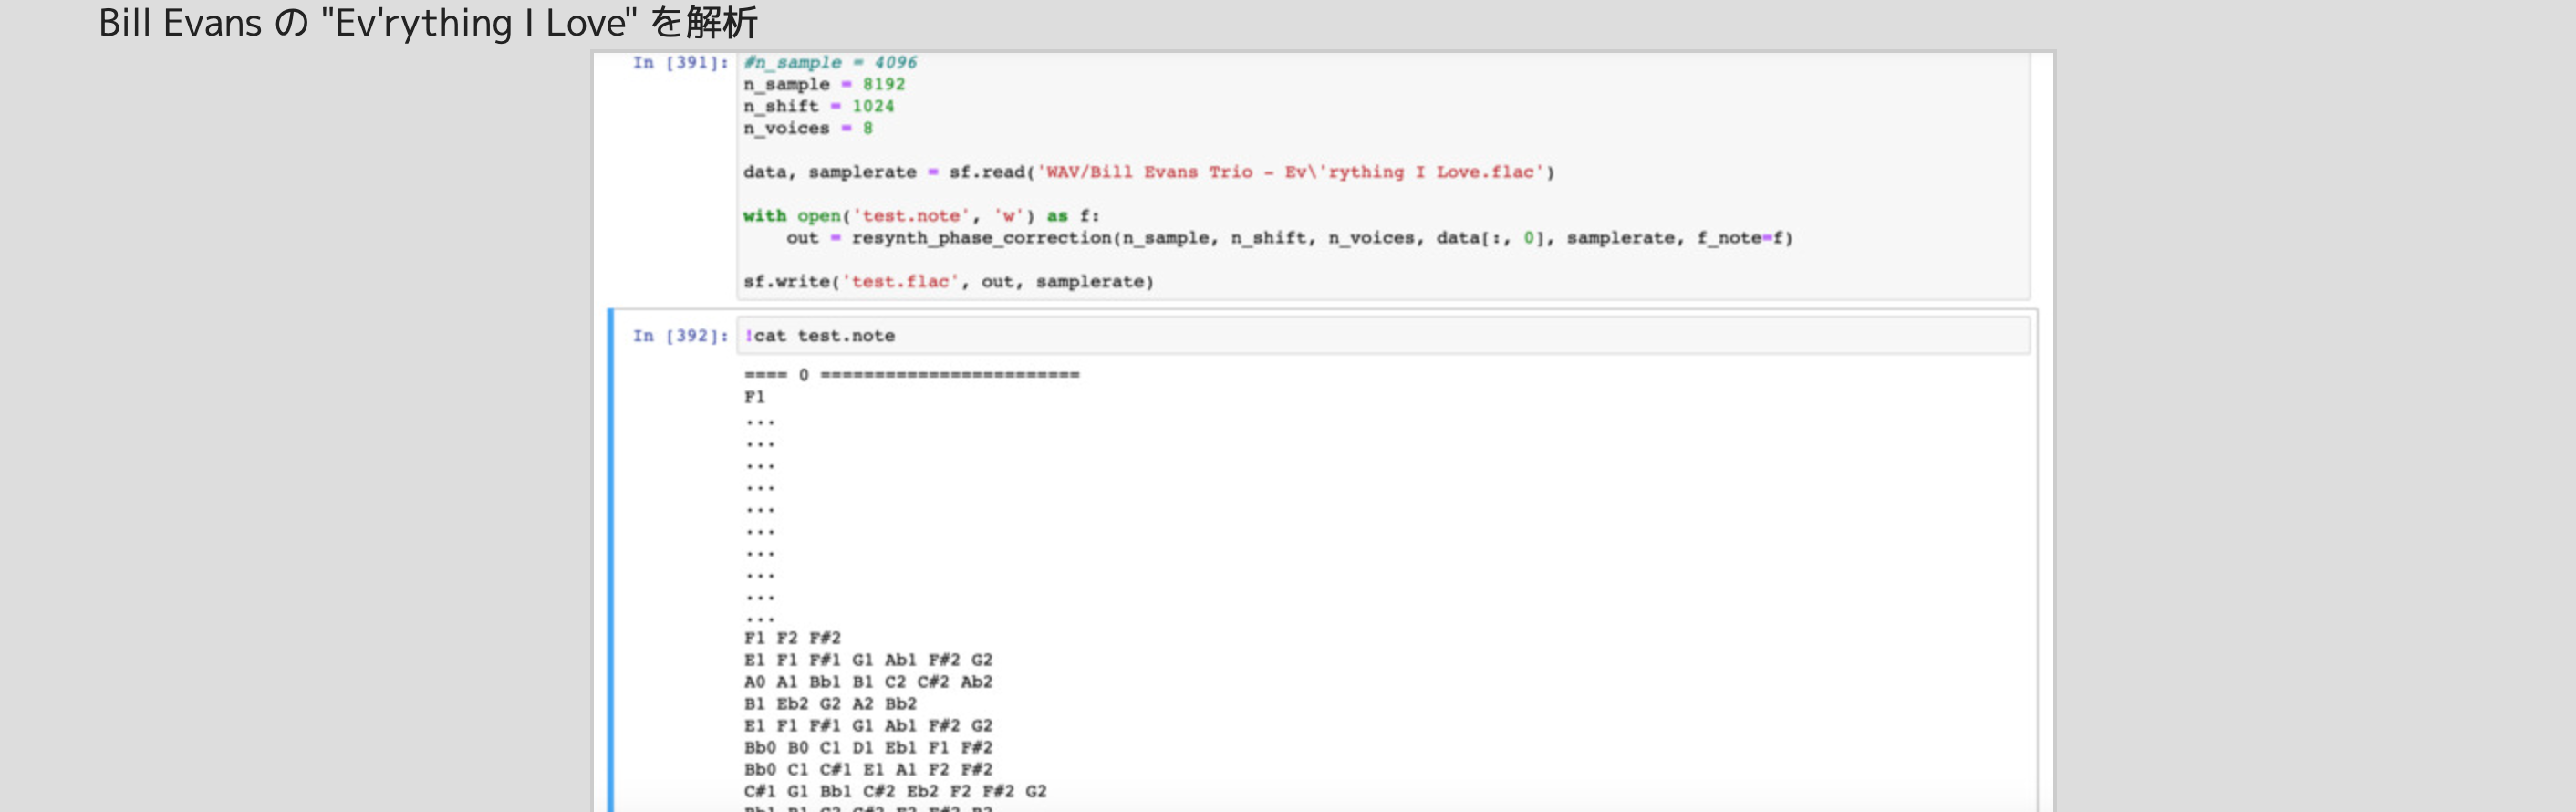 Bill Evans の "Ev'rything I Love" を解析
In [391]: #n_sample = 4096
n_sample = 8192
n_shift = 1024
n_voices = 8
data, samplerate = sf.read('WAV/Bill Evans Trio - Ev\'rything I Love.flac')
with open('test.note', 'w') as f:
    out = resynth_phase_correction(n_sample, n_shift, n_voices, data[:, 0], samplerate, f_note=f)
sf.write('test.flac', out, samplerate)
In [392]: !cat test.note
==== 0 ========================
F1
...
...
...
...
...
...
...
...
...
...
F1 F2 F#2
E1 F1 F#1 G1 Ab1 F#2 G2
A0 A1 Bb1 B1 C2 C#2 Ab2
B1 Eb2 G2 A2 Bb2
E1 F1 F#1 G1 Ab1 F#2 G2
Bb0 B0 C1 D1 Eb1 F1 F#2
Bb0 C1 C#1 E1 A1 F2 F#2
C#1 G1 Bb1 C#2 Eb2 F2 F#2 G2